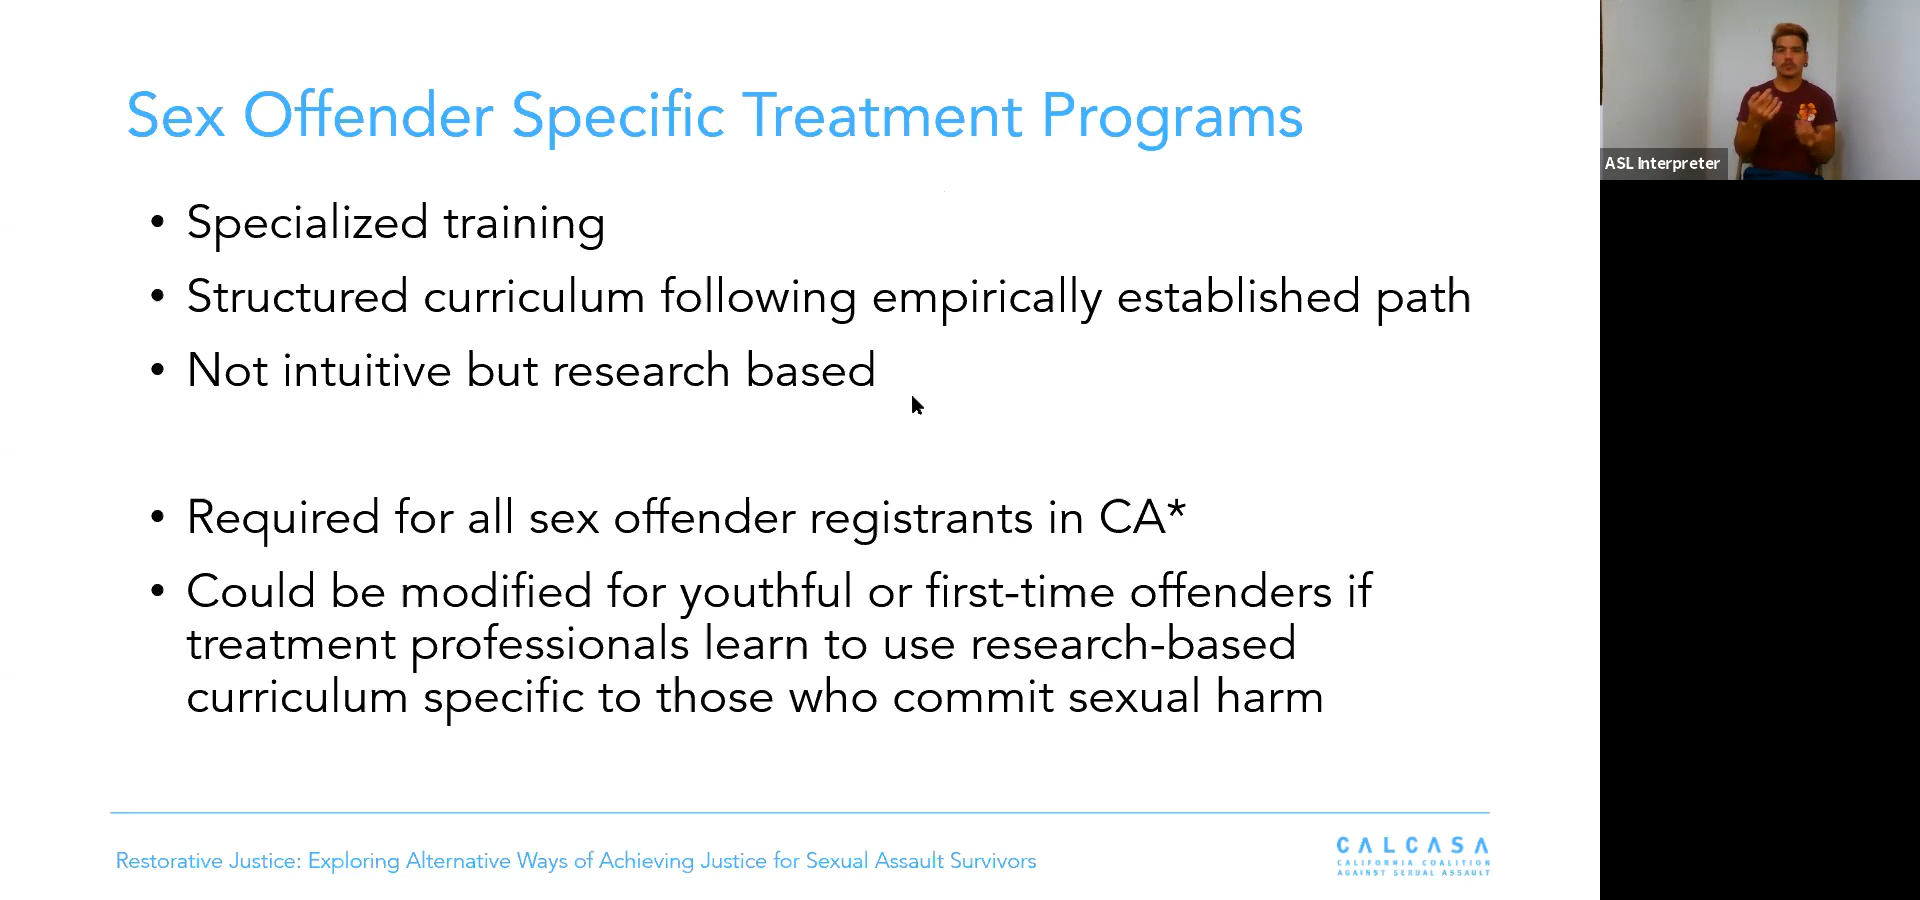 Sex Offender Specific Treatment Programs
• Specialized training
• Structured curriculum following empirically established path
• Not intuitive but research based
• Required for all sex offender registrants in CA*
• Could be modified for youthful or first-time offenders if
treatment professionals learn to use research-based
curriculum specific to those who commit sexual harm
Restorative Justice: Exploring Alternative Ways of Achieving Justice for Sexual Assault Survivors
CALCASA
CALIFORNIA COALITION
AGAINST SEXUAL ASSAULT
ASL Interpreter